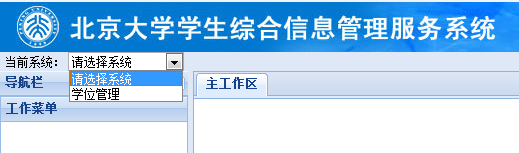 北京大学学生综合信息管理服务系统
当前系统: 请选择系统
请选择系统
学位管理
导航栏
主工作区
工作菜单